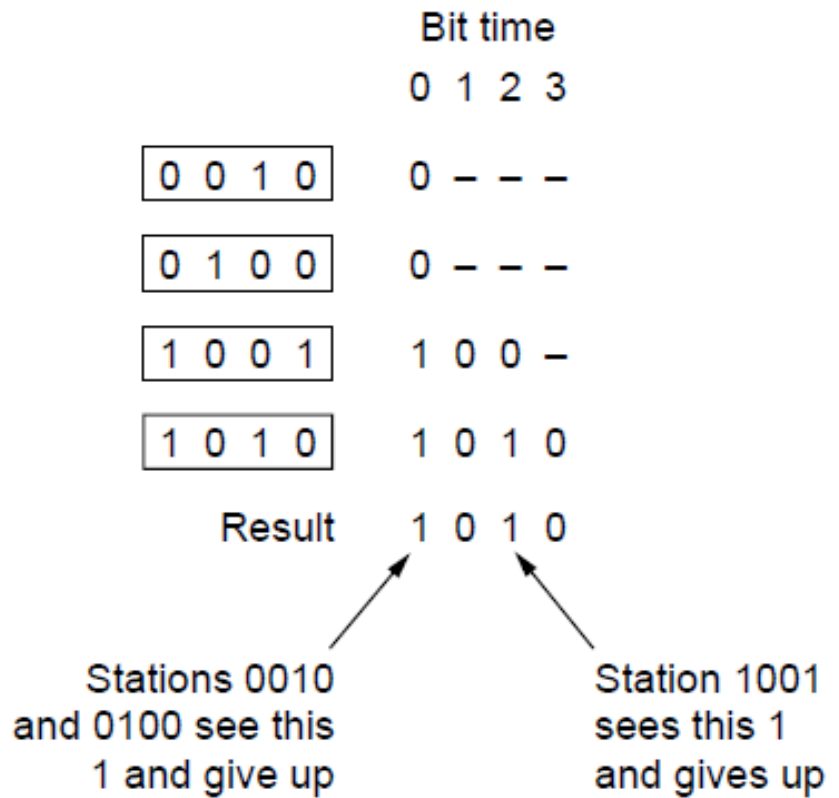 Bit time
0 1 2 3
0 0 1 0 0 – – –
0 1 0 0 0 – – –
1 0 0 1 1 0 0 –
1 0 1 0 1 0 1 0
Result 1 0 1 0
Stations 0010
and 0100 see this
1 and give up
Station 1001
sees this 1
and gives up